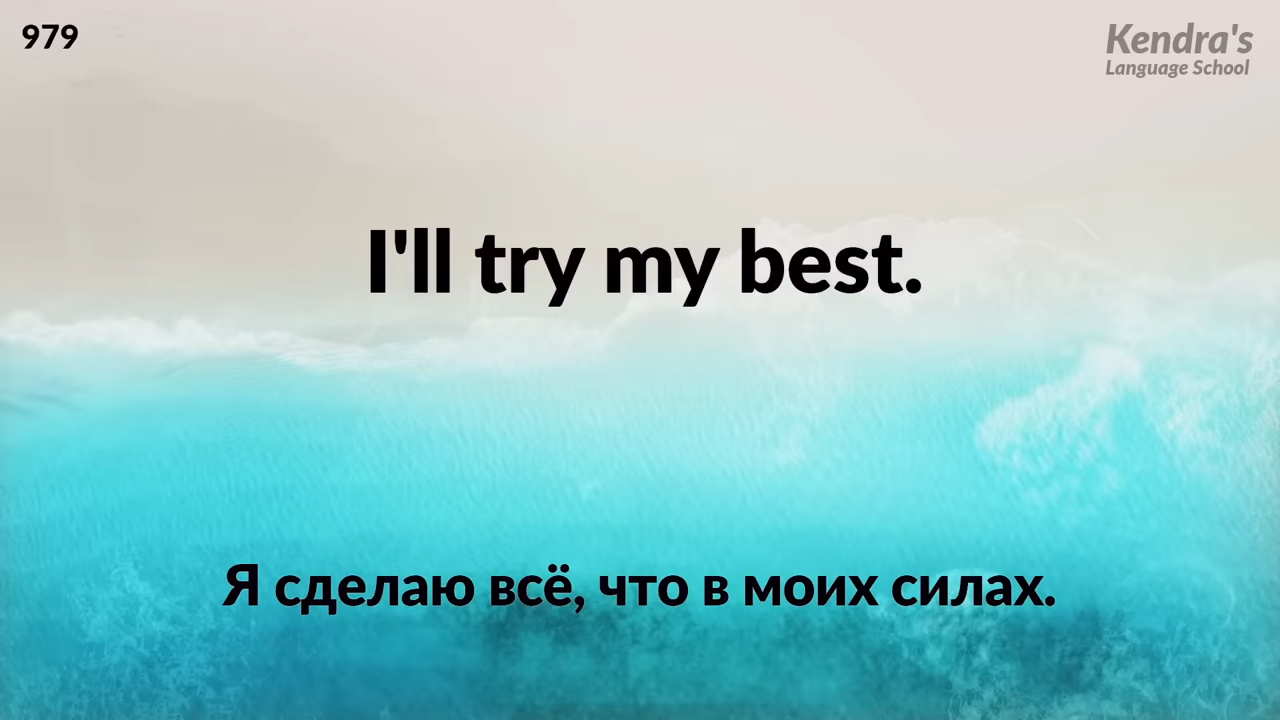 979
Kendra's
Language School
I'll try my best.
Я сделаю всё, что в моих силах.